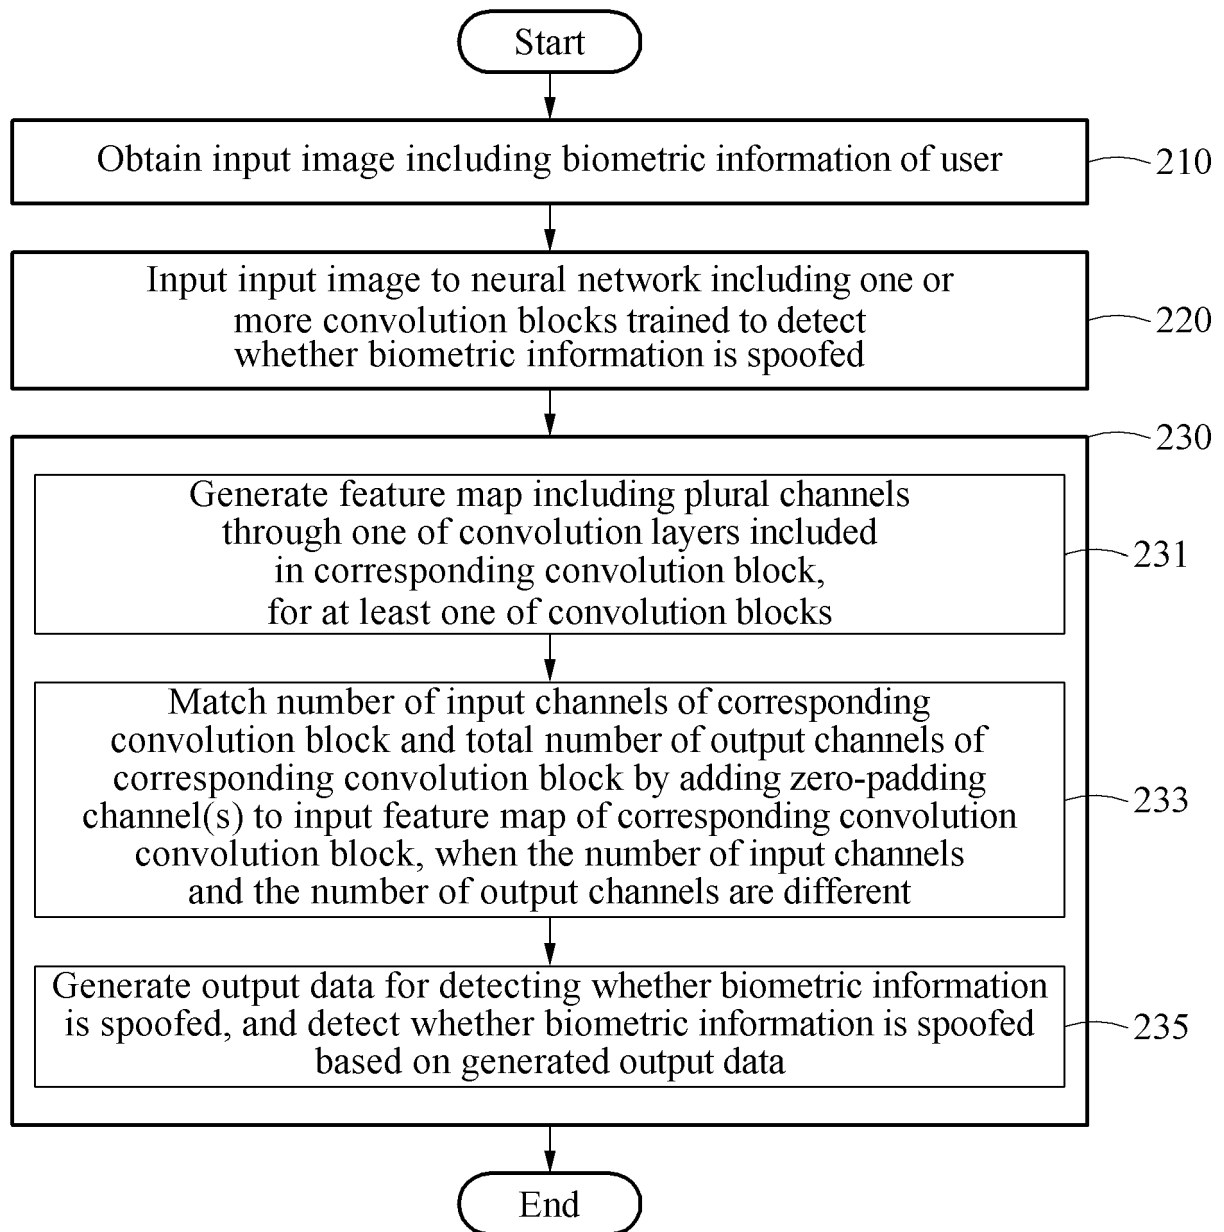 Start
Obtain input image including biometric information of user
210
Input input image to neural network including one or
more convolution blocks trained to detect
whether biometric information is spoofed
220
230
Generate feature map including plural channels
through one of convolution layers included
in corresponding convolution block,
for at least one of convolution blocks
231
Match number of input channels of corresponding
convolution block and total number of output channels of
corresponding convolution block by adding zero-padding
channel(s) to input feature map of corresponding convolution
convolution block, when the number of input channels
and the number of output channels are different
233
Generate output data for detecting whether biometric information
is spoofed, and detect whether biometric information is spoofed
based on generated output data
235
End